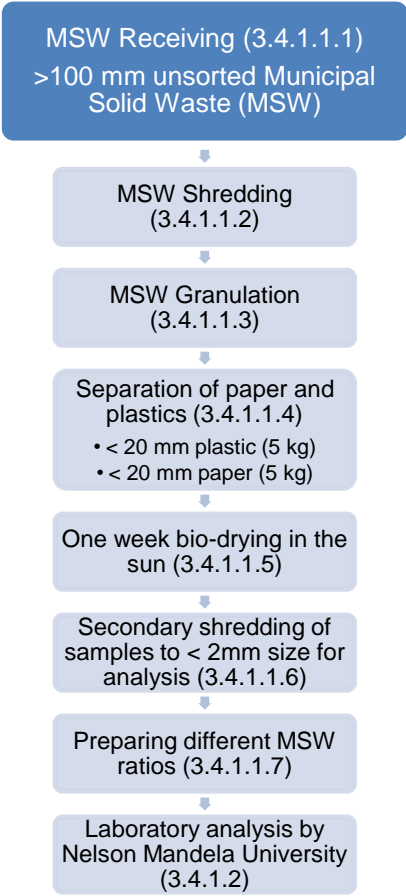 MSW Receiving (3.4.1.1.1)
>100 mm unsorted Municipal
Solid Waste (MSW)
MSW Shredding
(3.4.1.1.2)
MSW Granulation
(3.4.1.1.3)
Separation of paper and
plastics (3.4.1.1.4)
• < 20 mm plastic (5 kg)
• < 20 mm paper (5 kg)
One week bio-drying in the
sun (3.4.1.1.5)
Secondary shredding of
samples to < 2mm size for
analysis (3.4.1.1.6)
Preparing different MSW
ratios (3.4.1.1.7)
Laboratory analysis by
Nelson Mandela University
(3.4.1.2)